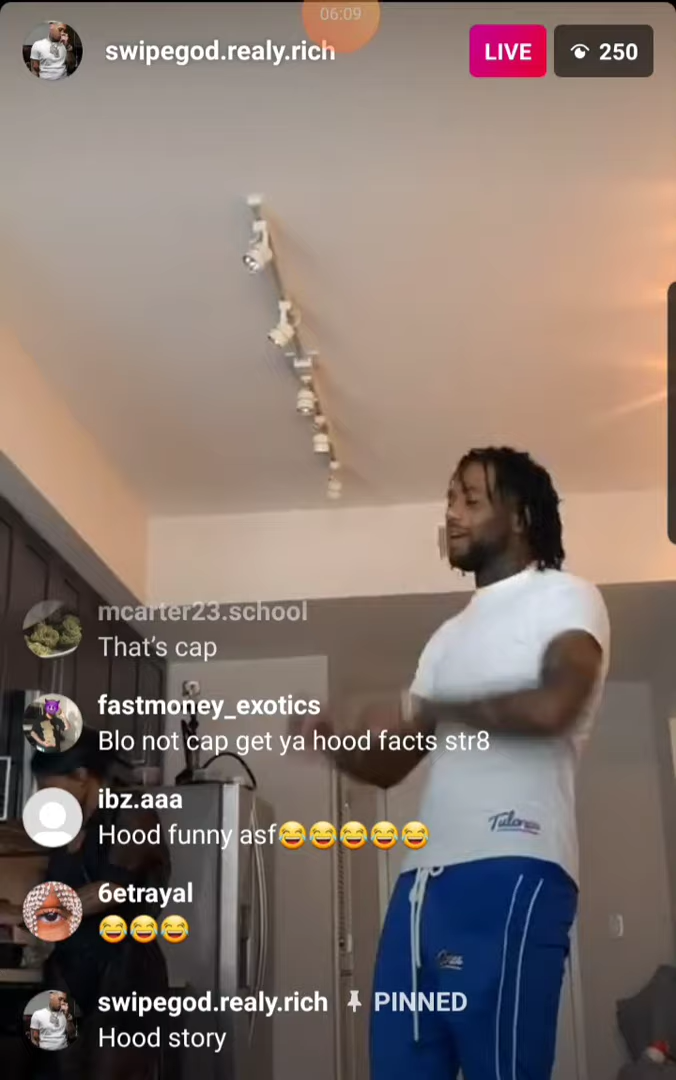 06:09
swipegod.realy.rich
LIVE
250
mcarter23.school
That's cap
fastmoney_exotics
Blo not cap get ya hood facts str8
ibz.aaa
Hood funny asf😂😂😂😂😂
6etrayal
😂😂😂
swipegod.realy.rich PINNED
Hood story